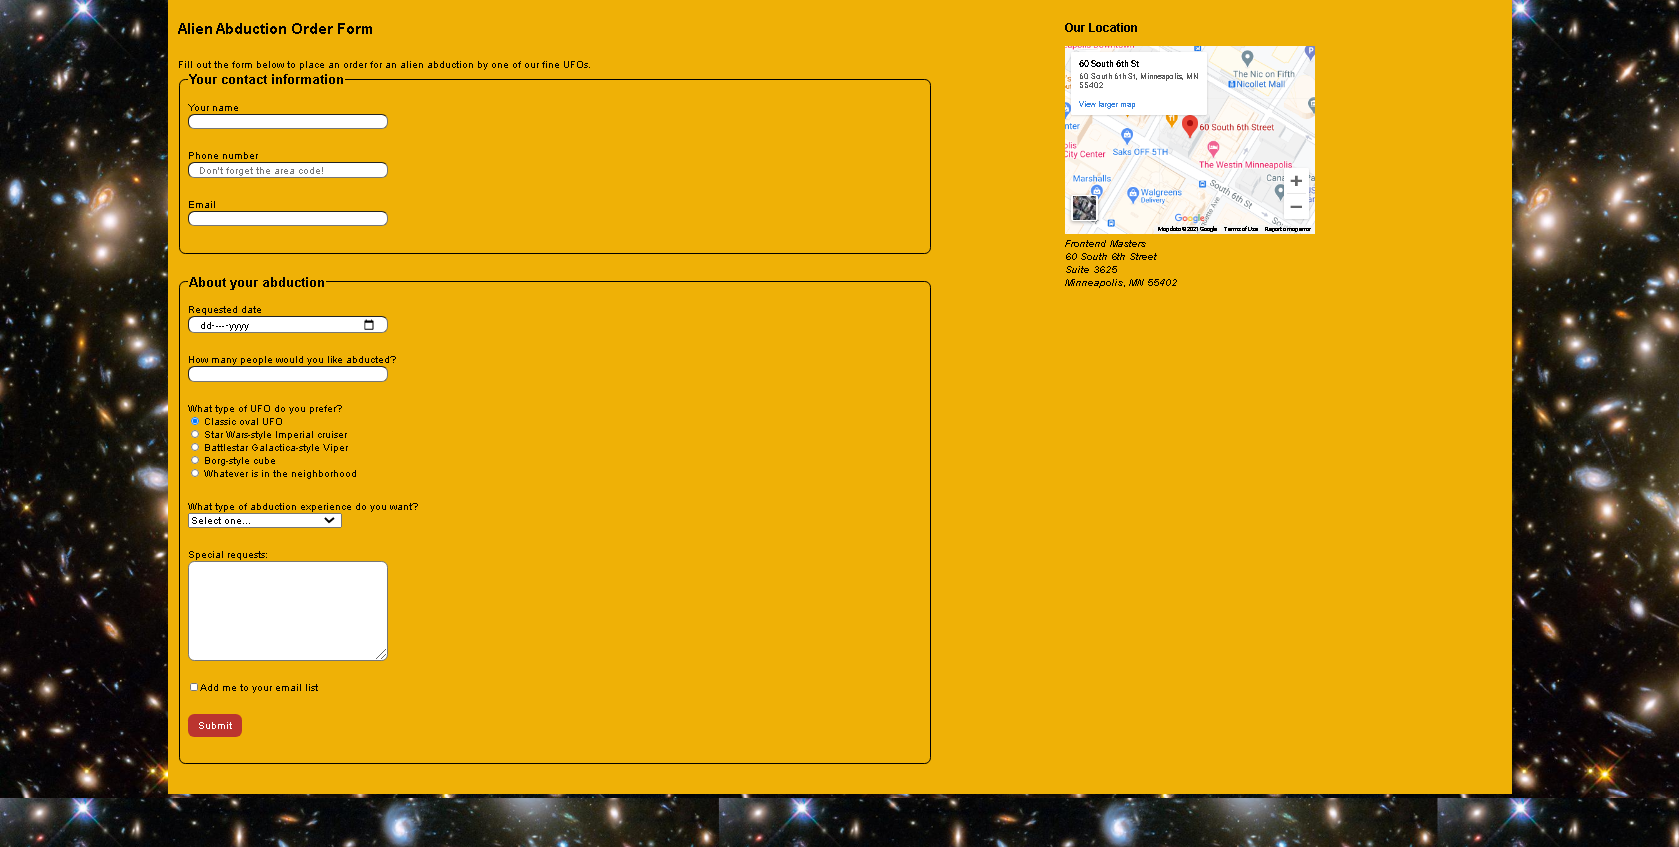 Alien Abduction Order Form
Fill out the form below to place an order for an alien abduction by one of our fine UFOs.
Your contact information
Your name
Phone number
Don't forget the area code!
Email
About your abduction
Requested date
dd----yyyy
How many people would you like abducted?
What type of UFO do you prefer?
Classic oval UFO
Star Wars-style Imperial cruiser
Battlestar Galactica-style Viper
Borg-style cube
Whatever is in the neighborhood
What type of abduction experience do you want?
Select one...
Special requests:
Add me to your email list
Submit
Our Location
60 South 6th St
60 South 6th St, Minneapolis, MN
55402
View larger map
The Nic on Fifth
Nicollet Mall
60 South 6th Street
Saks OFF 5TH
City Center
The Westin Minneapolis
Marshalls
Walgreens
Delivery
South 6th St
Google
Map data ©2021 Google
Terms of Use
Report a map error
Frontend Masters
60 South 6th Street
Suite 3625
Minneapolis, MN 55402